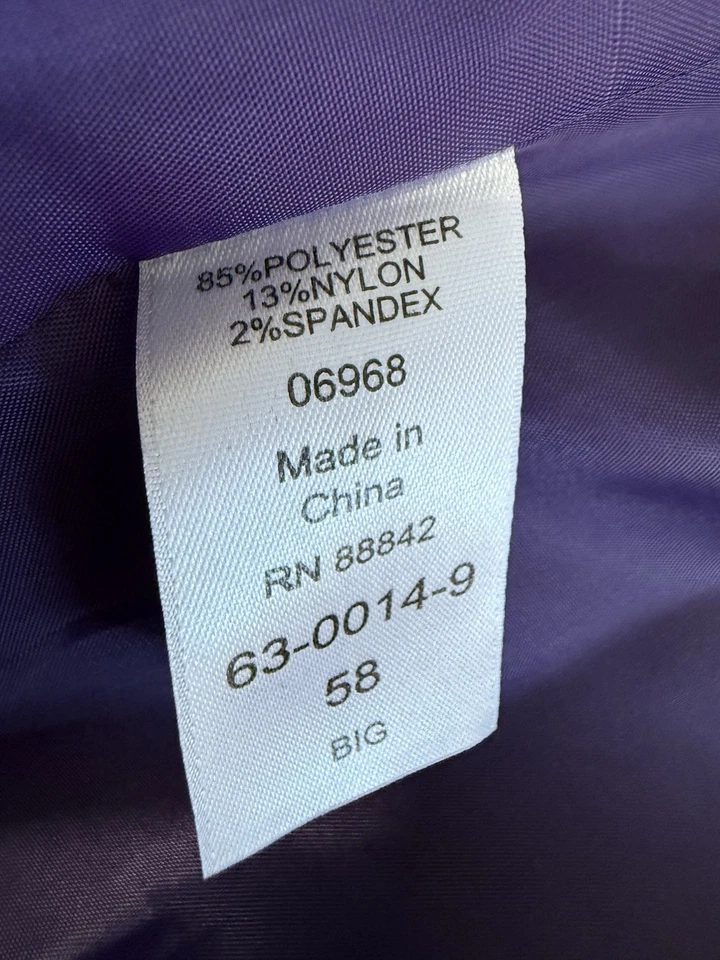 85%POLYESTER
13%NYLON
2%SPANDEX
06968
Made in
China
RN 88842
63-0014-9
58
BIG